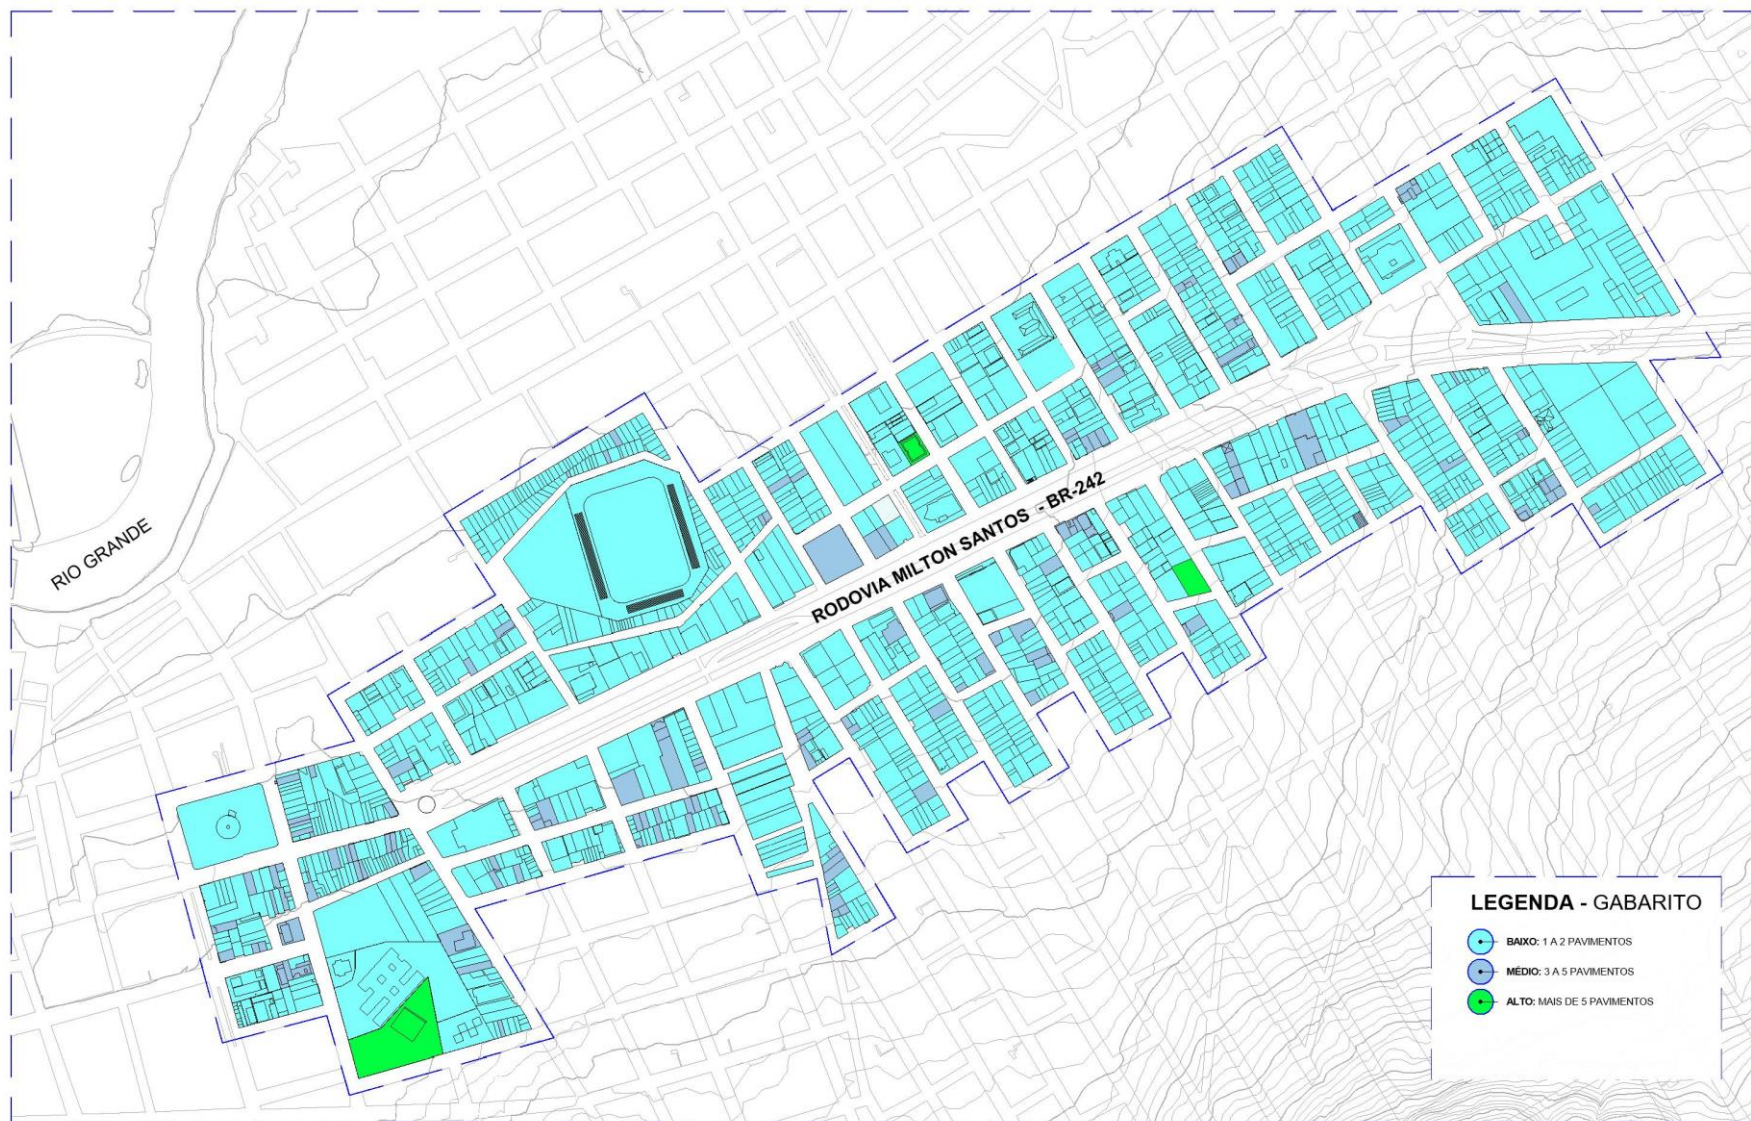 RIO GRANDE
RODOVIA MILTON SANTOS - BR-242
LEGENDA - GABARITO
BAIXO: 1 A 2 PAVIMENTOS
MÉDIO: 3 A 5 PAVIMENTOS
ALTO: MAIS DE 5 PAVIMENTOS